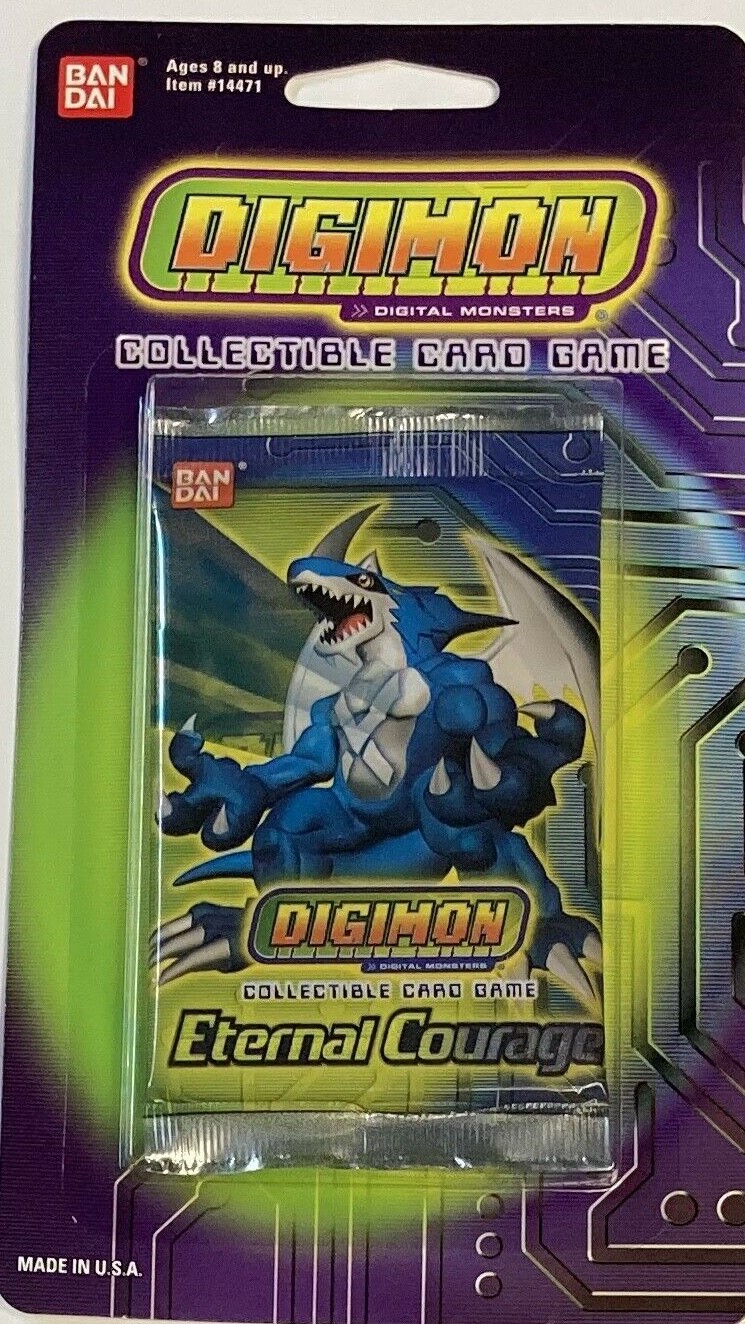 BAN
DAI
®
Ages 8 and up.
Item #14471
DIGIMON
DIGITAL MONSTERS
®
COLLECTIBLE CARD GAME
BAN
DAI
®
DIGIMON
DIGITAL MONSTERS
COLLECTIBLE CARD GAME
Eternal Courage
MADE IN U.S.A.